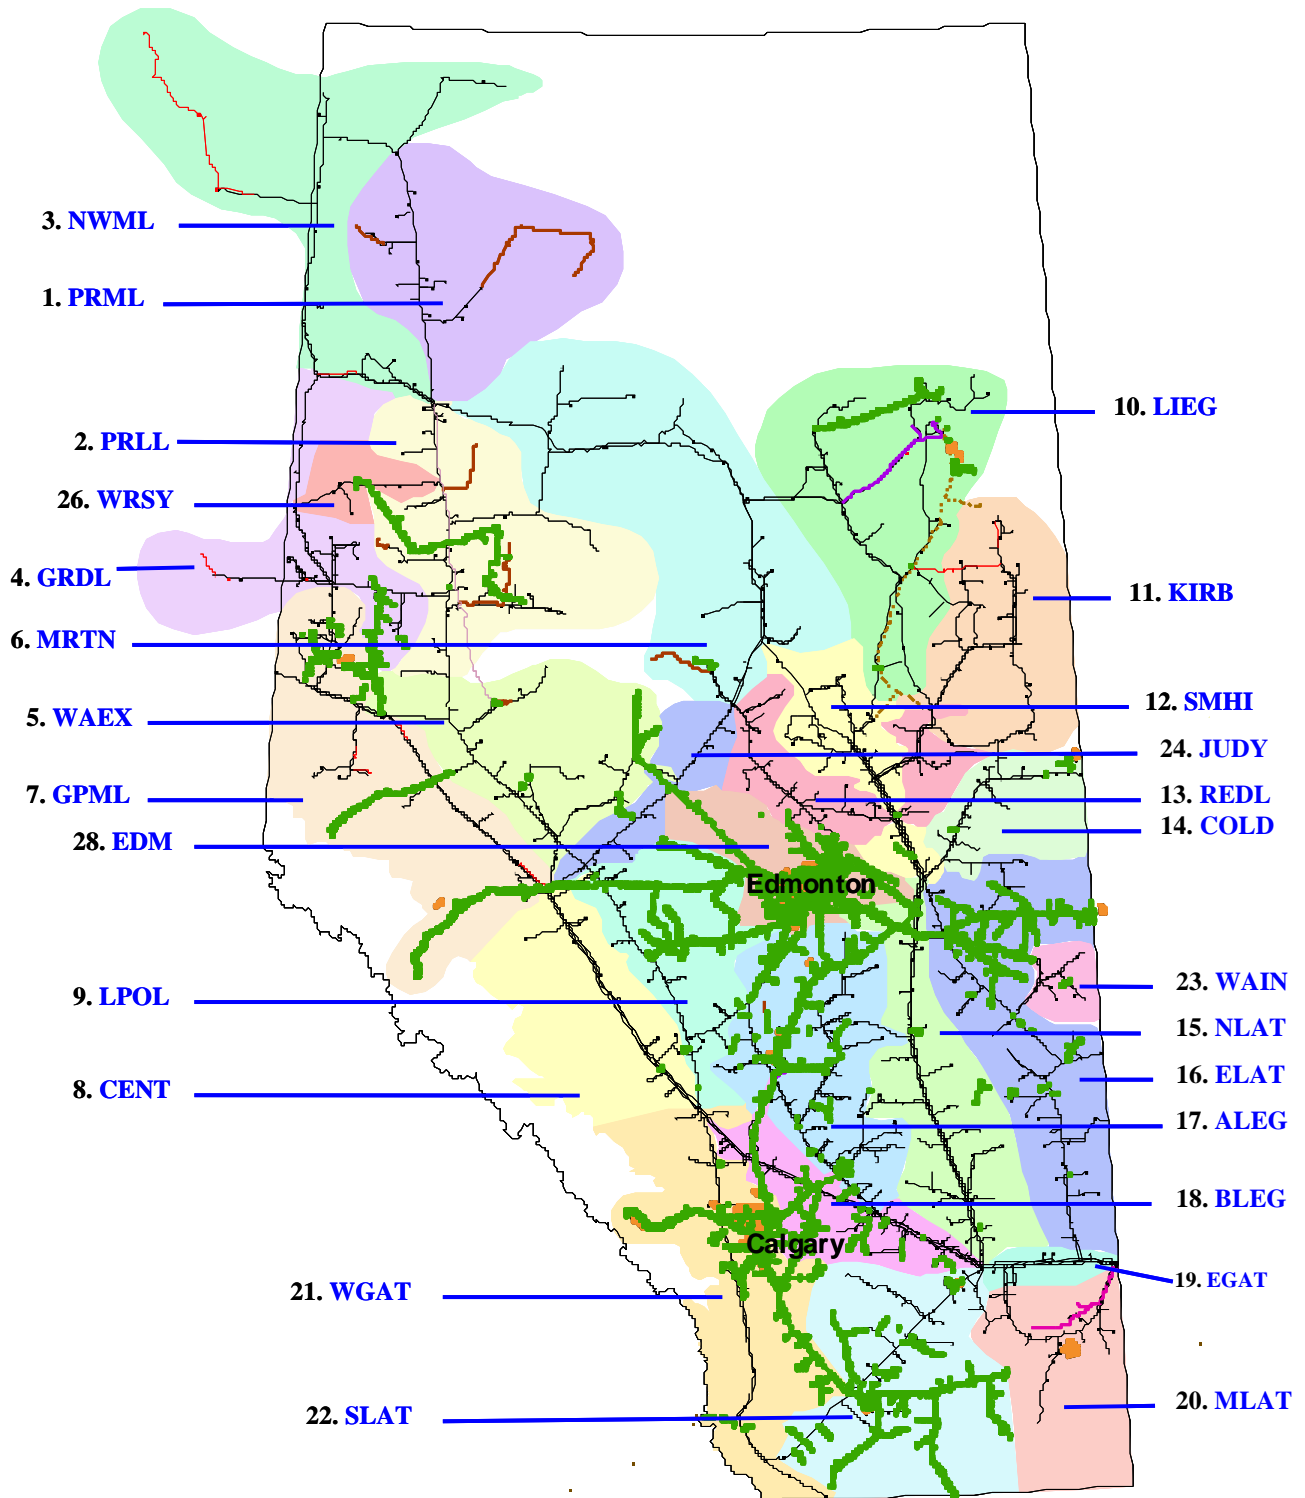 3. NWML
1. PRML
10. LIEG
2. PRLL
26. WRSY
4. GRDL
11. KIRB
6. MRTN
12. SMHI
5. WAEX
24. JUDY
7. GPML
13. REDL
14. COLD
28. EDM
Edmonton
23. WAIN
9. LPOL
15. NLAT
16. ELAT
8. CENT
17. ALEG
18. BLEG
Calgary
19. EGAT
21. WGAT
20. MLAT
22. SLAT